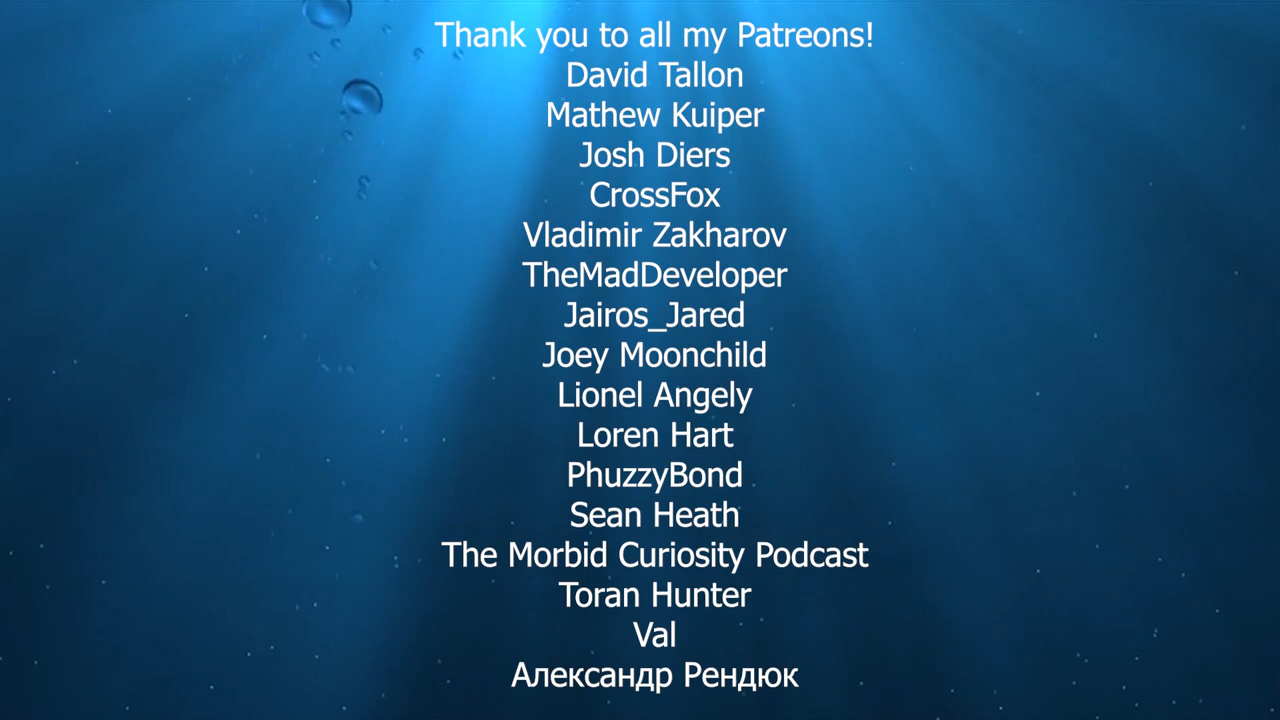 Thank you to all my Patreons!
David Tallon
Mathew Kuiper
Josh Diers
CrossFox
Vladimir Zakharov
TheMadDeveloper
Jairos_Jared
Joey Moonchild
Lionel Angely
Loren Hart
PhuzzyBond
Sean Heath
The Morbid Curiosity Podcast
Toran Hunter
Val
Александр Рендюк